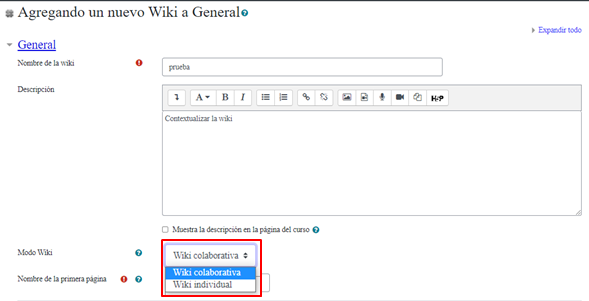 Agregando un nuevo Wiki a General
Expandir todo
General
Nombre de la wiki
prueba
Descripción
A B I H5P
Contextualizar la wiki
Muestra la descripción en la página del curso
Modo Wiki
Wiki colaborativa
Wiki colaborativa
Wiki individual
Nombre de la primera página